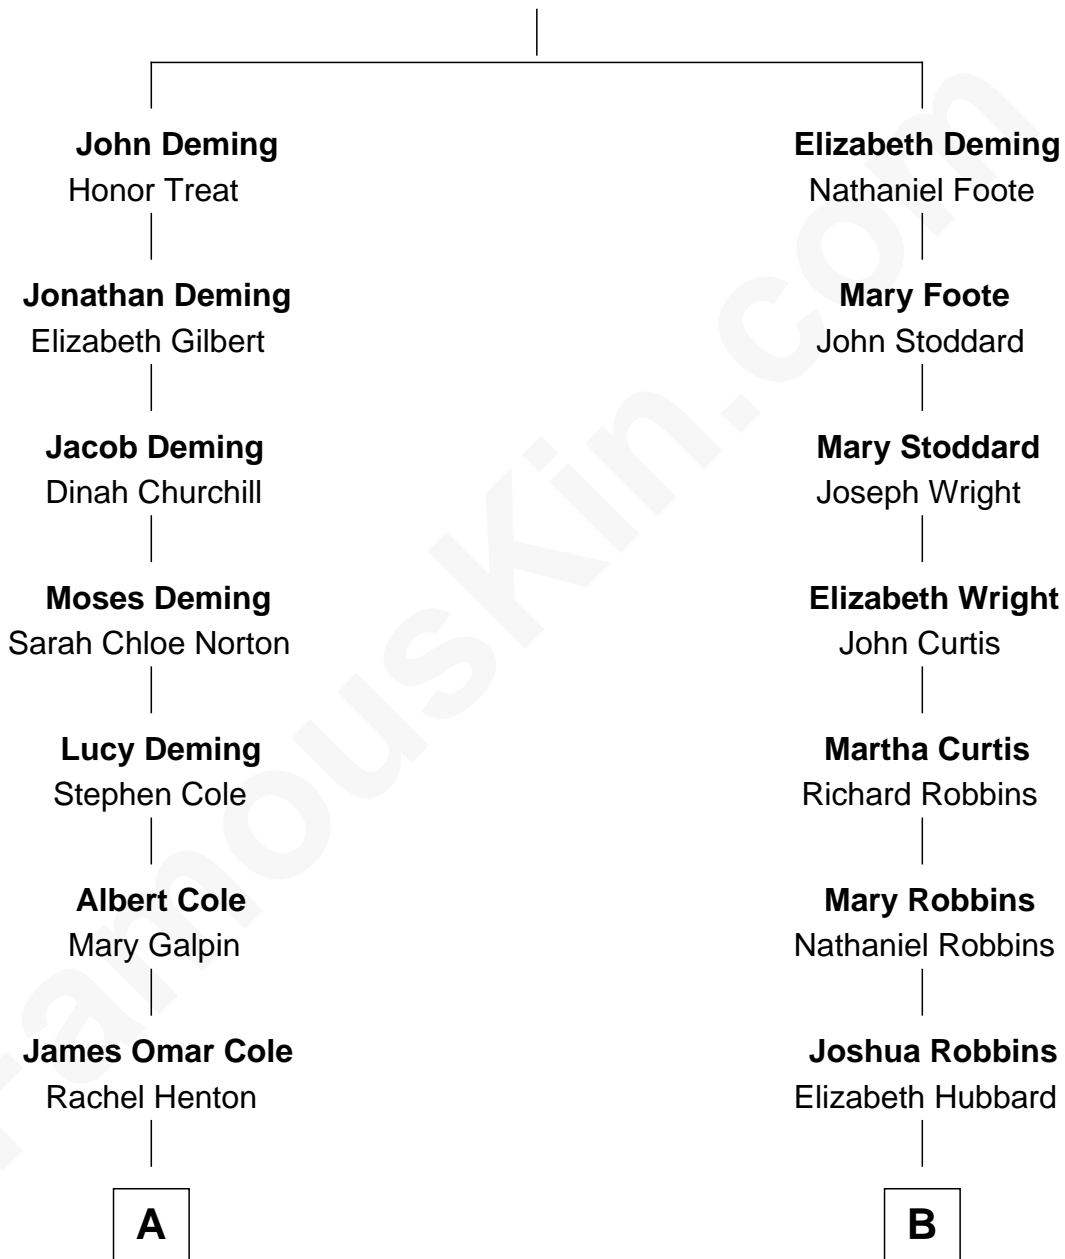 John Deming
Honor Treat
Jonathan Deming
Elizabeth Gilbert
Jacob Deming
Dinah Churchill
Moses Deming
Sarah Chloe Norton
Lucy Deming
Stephen Cole
Albert Cole
Mary Galpin
James Omar Cole
Rachel Henton
A
Elizabeth Deming
Nathaniel Foote
Mary Foote
John Stoddard
Mary Stoddard
Joseph Wright
Elizabeth Wright
John Curtis
Martha Curtis
Richard Robbins
Mary Robbins
Nathaniel Robbins
Joshua Robbins
Elizabeth Hubbard
B
FamousKin.com